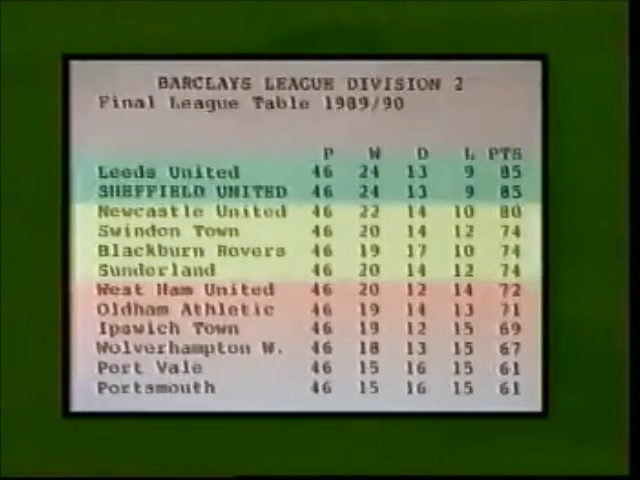 BARCLAYS LEAGUE DIVISION 2
Final League Table 1989/90
P W D L PTS
Leeds United 46 24 13 9 85
SHEFFIELD UNITED 46 24 13 9 85
Newcastle United 46 22 14 10 80
Swindon Town 46 20 14 12 74
Blackburn Rovers 46 19 17 10 74
Sunderland 46 20 14 12 74
West Ham United 46 20 12 14 72
Oldham Athletic 46 19 14 13 71
Ipswich Town 46 19 12 15 69
Wolverhampton W. 46 18 13 15 67
Port Vale 46 15 16 15 61
Portsmouth 46 15 16 15 61